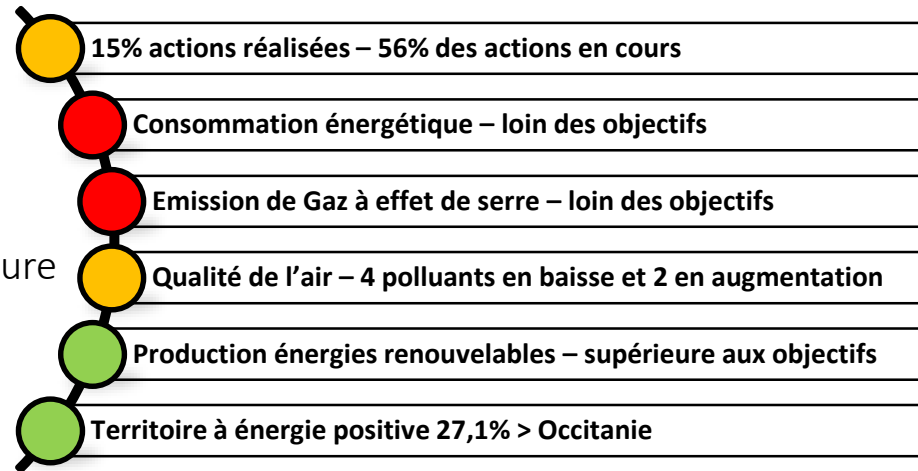 15% actions réalisées – 56% des actions en cours
Consommation énergétique – loin des objectifs
Emission de Gaz à effet de serre – loin des objectifs
ure
Qualité de l'air – 4 polluants en baisse et 2 en augmentation
Production énergies renouvelables – supérieure aux objectifs
Territoire à énergie positive 27,1% > Occitanie